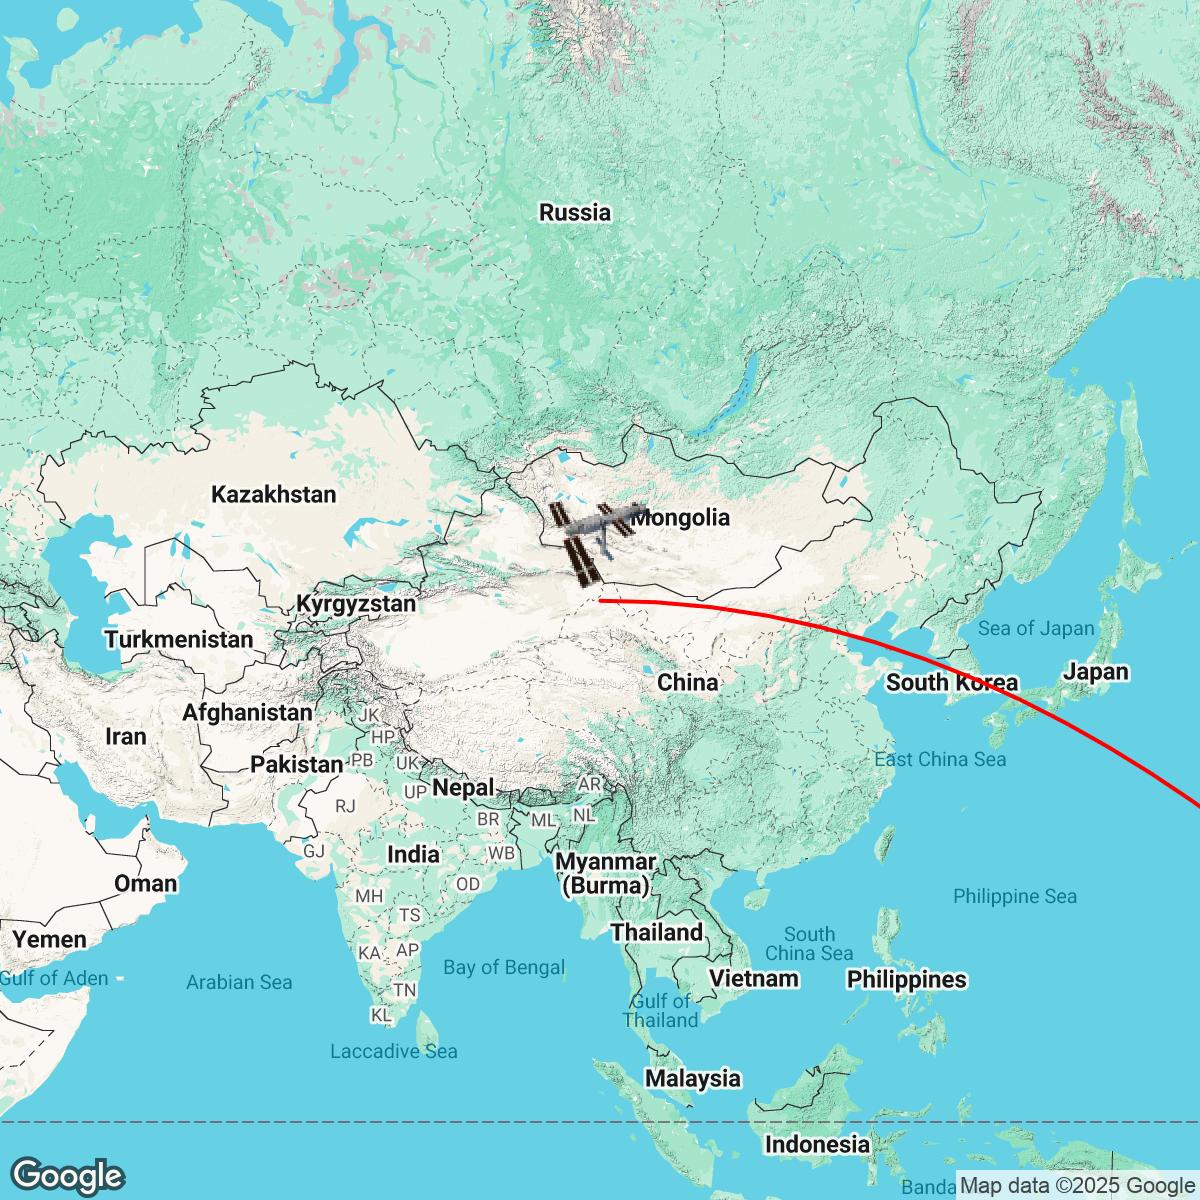 Russia
Kazakhstan
Mongolia
Kyrgyzstan
Turkmenistan
Sea of Japan
Japan
South Korea
China
Afghanistan
JK
HP
Iran
Pakistan
PB
UK
East China Sea
Nepal
UP
AR
RJ
BR
ML
NL
GJ
India
WB
Myanmar
(Burma)
Oman
OD
MH
Philippine Sea
TS
Thailand
South
China Sea
Yemen
KA
AP
Gulf of Aden
Arabian Sea
Bay of Bengal
Vietnam
Philippines
TN
Gulf of
Thailand
KL
Laccadive Sea
Malaysia
Indonesia
Google
Banda
Map data ©2025 Google